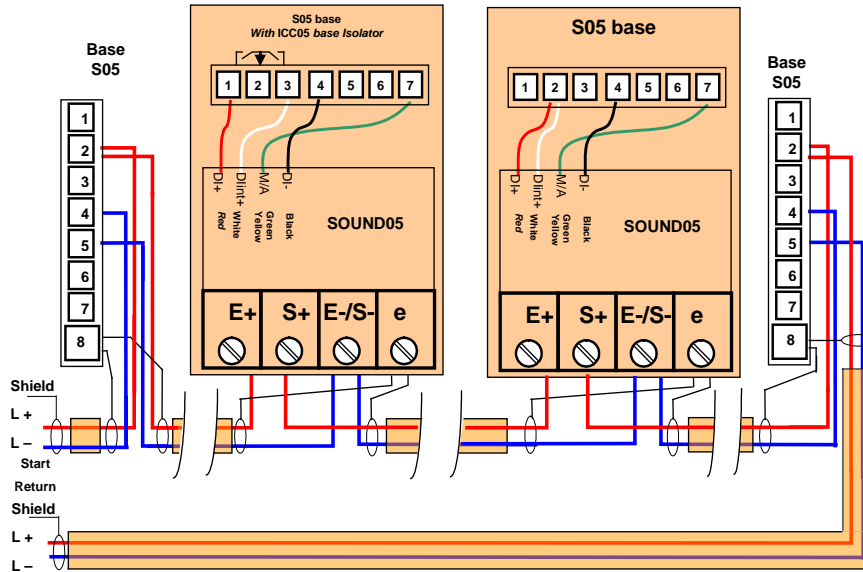 Base
S05
1
2
3
4
5
6
7
8
S05 base
With ICC05 base Isolator
1 2 3 4 5 6 7
DI+ DIint+ M/A DI-
Red White Green Yellow Black
SOUND05
E+ S+ E-/S- e
S05 base
1 2 3 4 5 6 7
DI+ DIint+ M/A DI-
Red White Green Yellow Black
SOUND05
E+ S+ E-/S- e
Base
S05
1
2
3
4
5
6
7
8
Shield
L +
L –
Start
Return
Shield
L +
L –